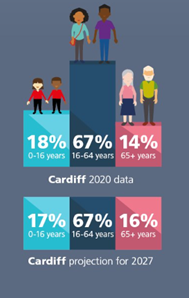 18% 67% 14%
0-16 years 16-64 years 65+ years
Cardiff 2020 data
17% 67% 16%
0-16 years 16-64 years 65+ years
Cardiff projection for 2027